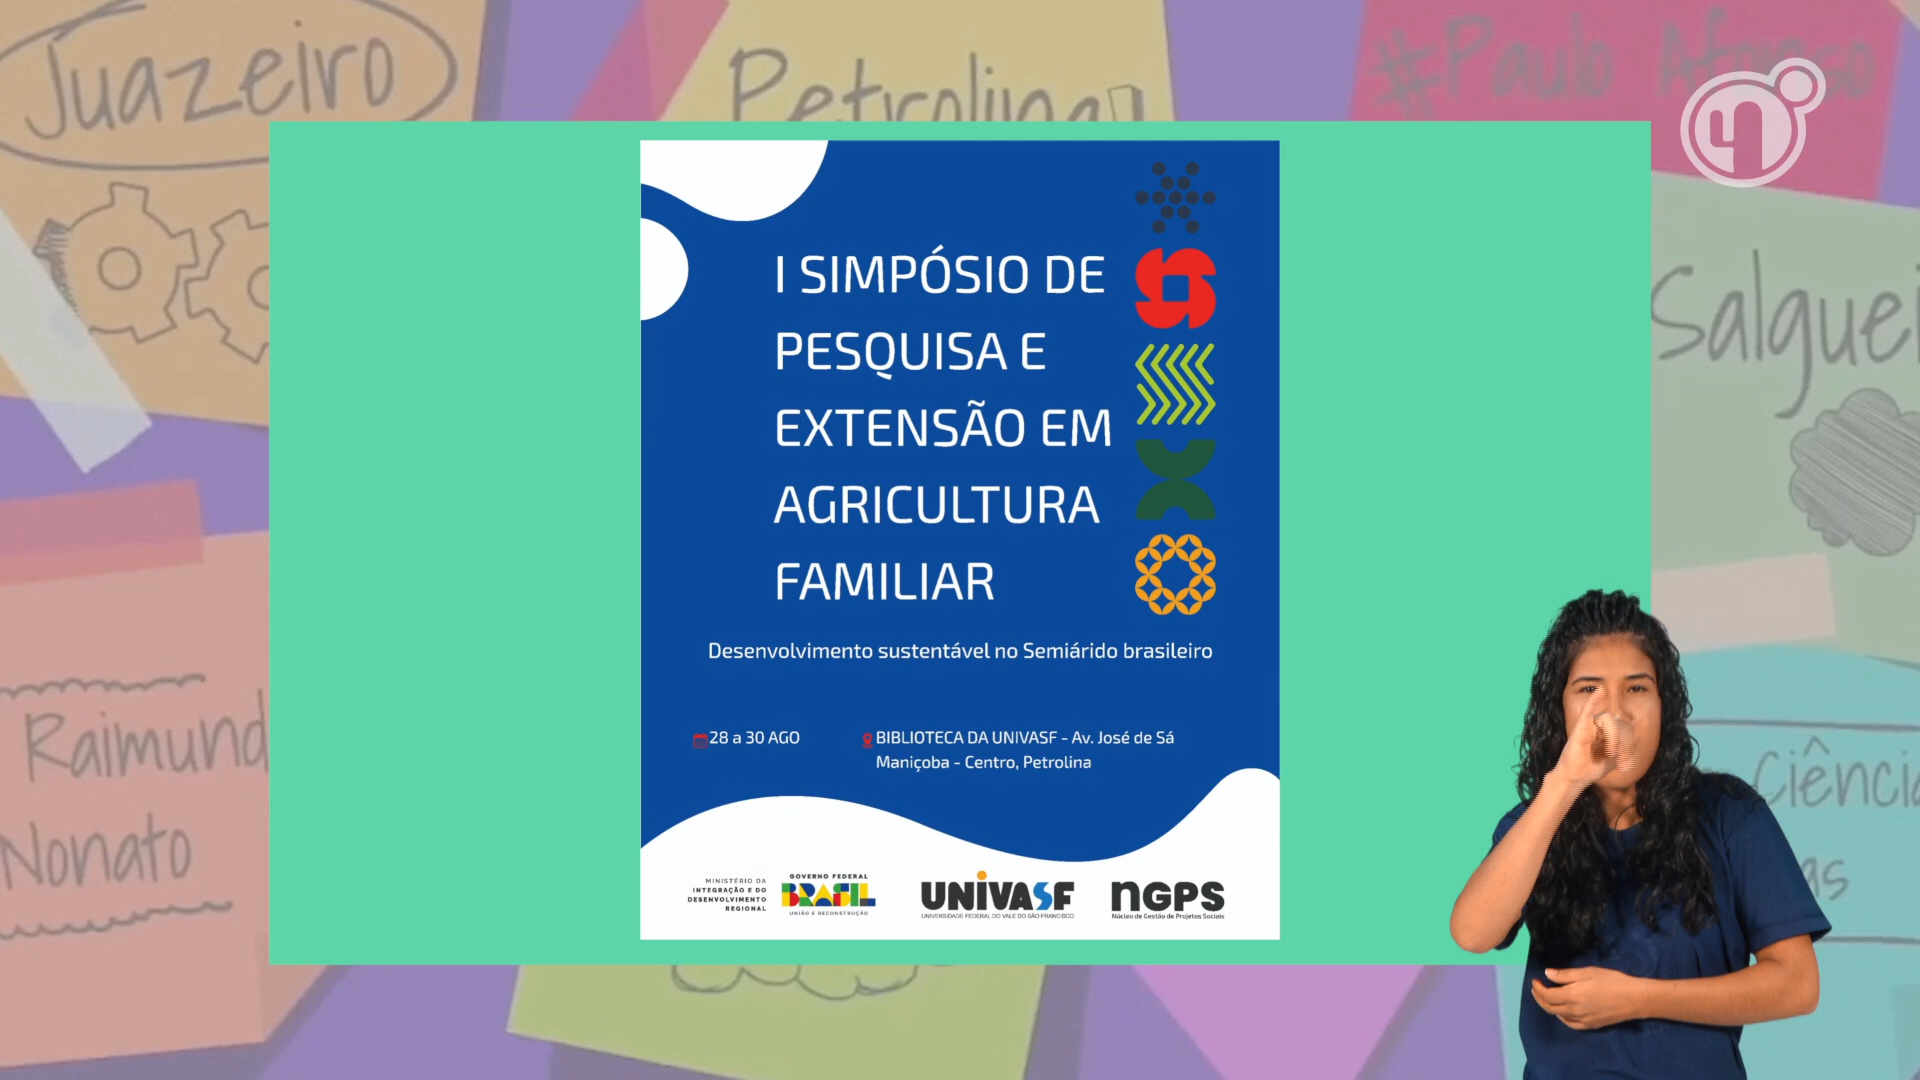 Juazeiro
Petrolina
#Paulo Afonso
I SIMPÓSIO DE
PESQUISA E
EXTENSÃO EM
AGRICULTURA
FAMILIAR
Desenvolvimento sustentável no Semiárido brasileiro
28 a 30 AGO
BIBLIOTECA DA UNIVASF - Av. José de Sá
Maniçoba - Centro, Petrolina
MINISTÉRIO DA
INTEGRAÇÃO E DO
DESENVOLVIMENTO
REGIONAL
GOVERNO FEDERAL
BRASIL
UNIÃO E RECONSTRUÇÃO
UNIVASF
UNIVERSIDADE FEDERAL DO VALE DO SÃO FRANCISCO
NGPS
Núcleo de Gestão de Projetos Sociais
Salguei
Raimund
Nonato
Ciência
as